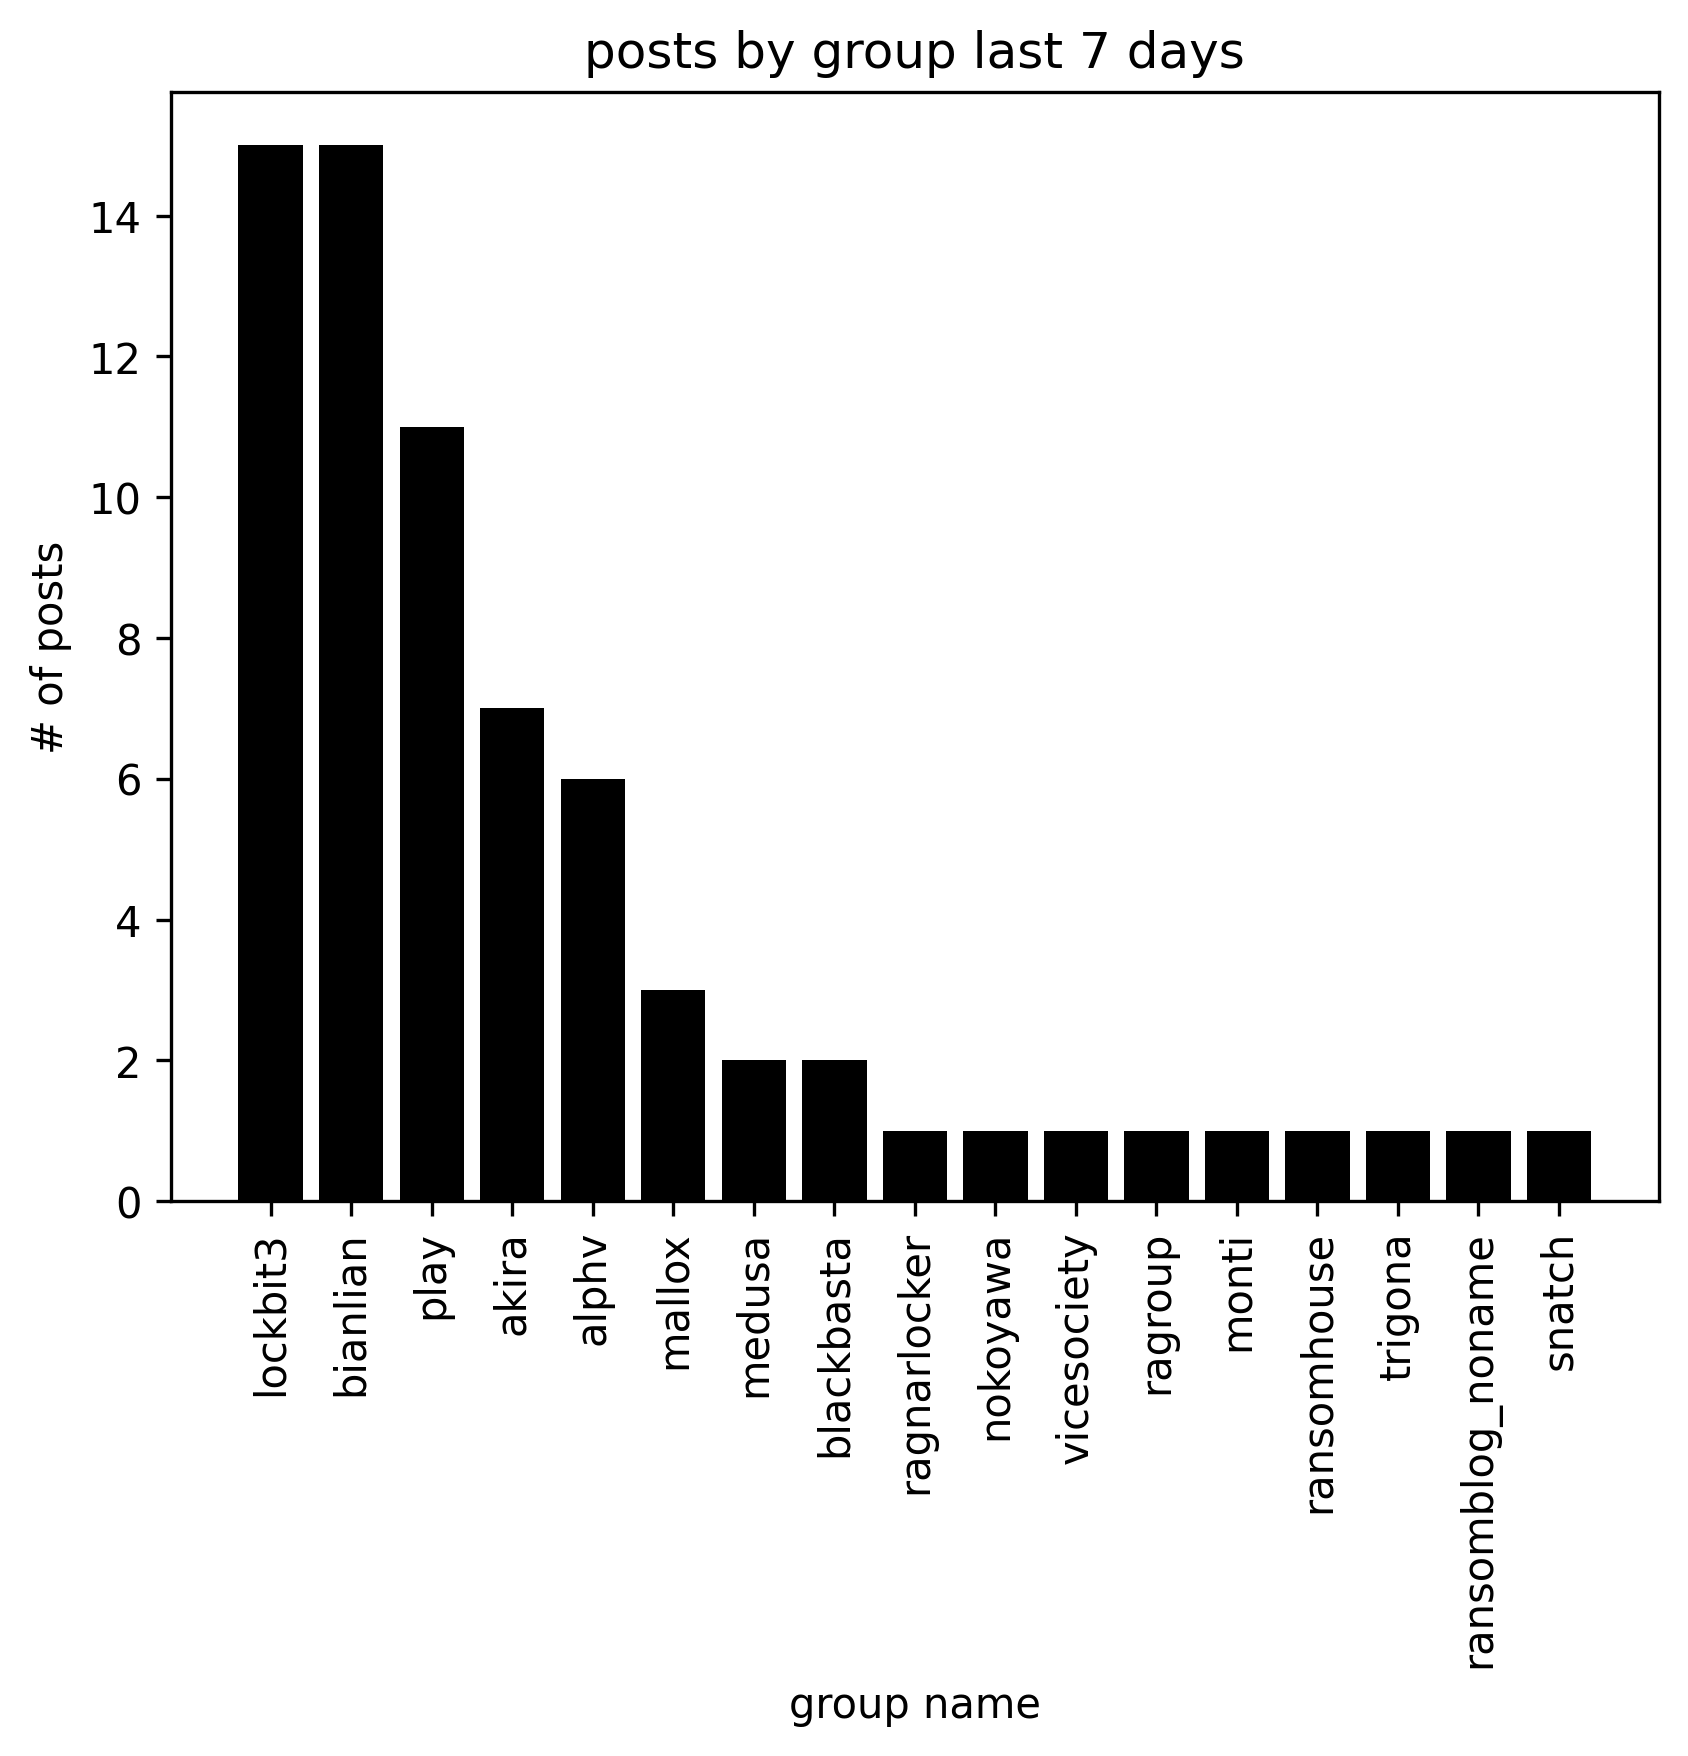 posts by group last 7 days
# of posts
14
12
10
8
6
4
2
0
lockbit3
bianlian
play
akira
alphv
mallox
medusa
blackbasta
ragnarlocker
nokoyawa
vicesociety
ragroup
monti
ransomhouse
trigona
ransomblog_noname
snatch
group name